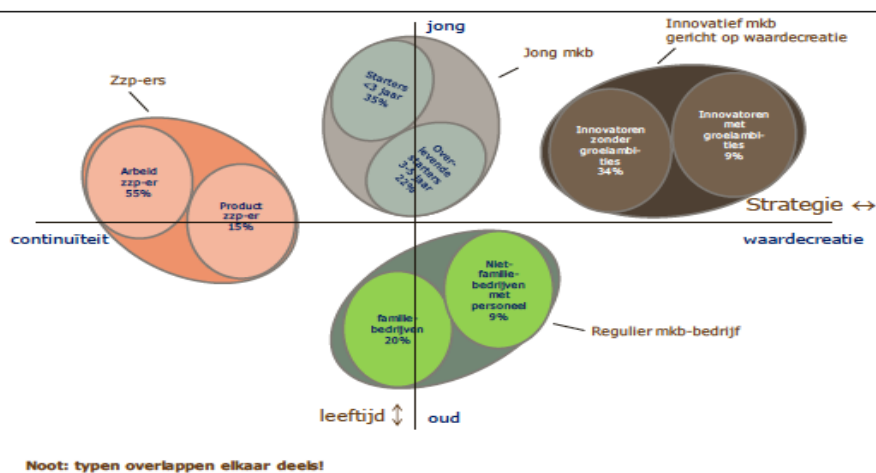 jong
Innovatief mkb
gericht op waardecreatie
Jong mkb
Zzp-ers
Starters
<3 jaar
35%
Over-
levende
starters
3-5 jaar
22%
Innovatoren
zonder
groeiambi-
ties
34%
Innovatoren
met
groeiambi-
ties
9%
Arbeid
zzp-er
55%
Product
zzp-er
15%
Strategie ↔
continuïteit
waardecreatie
Niet-
familie-
bedrijven
met
personeel
9%
familie-
bedrijven
20%
Regulier mkb-bedrijf
leeftijd ↕
oud
Noot: typen overlappen elkaar deels!